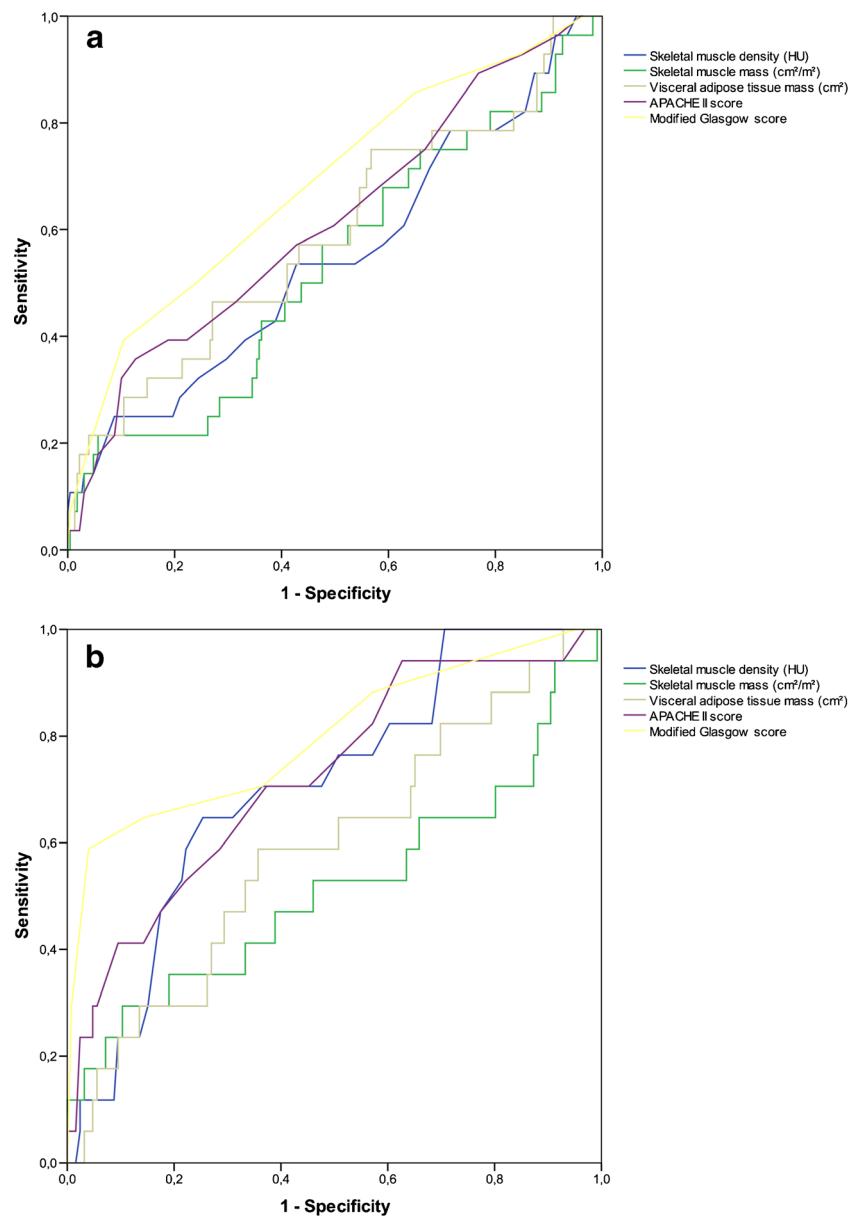 a
1,0
0,8
0,6
0,4
0,2
0,0
Sensitivity
0,0 0,2 0,4 0,6 0,8 1,0
1 - Specificity
Skeletal muscle density (HU)
Skeletal muscle mass (cm²/m²)
Visceral adipose tissue mass (cm²)
APACHE II score
Modified Glasgow score
b
1,0
0,8
0,6
0,4
0,2
0,0
Sensitivity
0,0 0,2 0,4 0,6 0,8 1,0
1 - Specificity
Skeletal muscle density (HU)
Skeletal muscle mass (cm²/m²)
Visceral adipose tissue mass (cm²)
APACHE II score
Modified Glasgow score